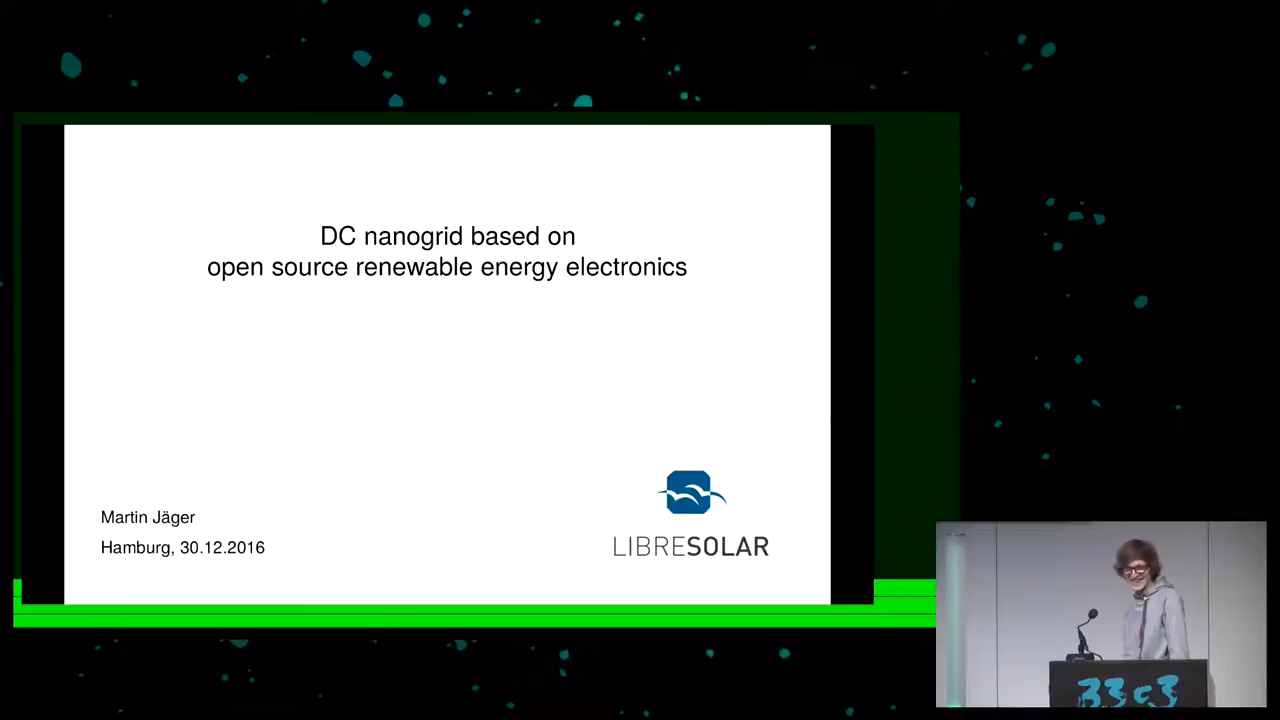 DC nanogrid based on
open source renewable energy electronics
Martin Jäger
Hamburg, 30.12.2016
LIBRESOLAR
33c3